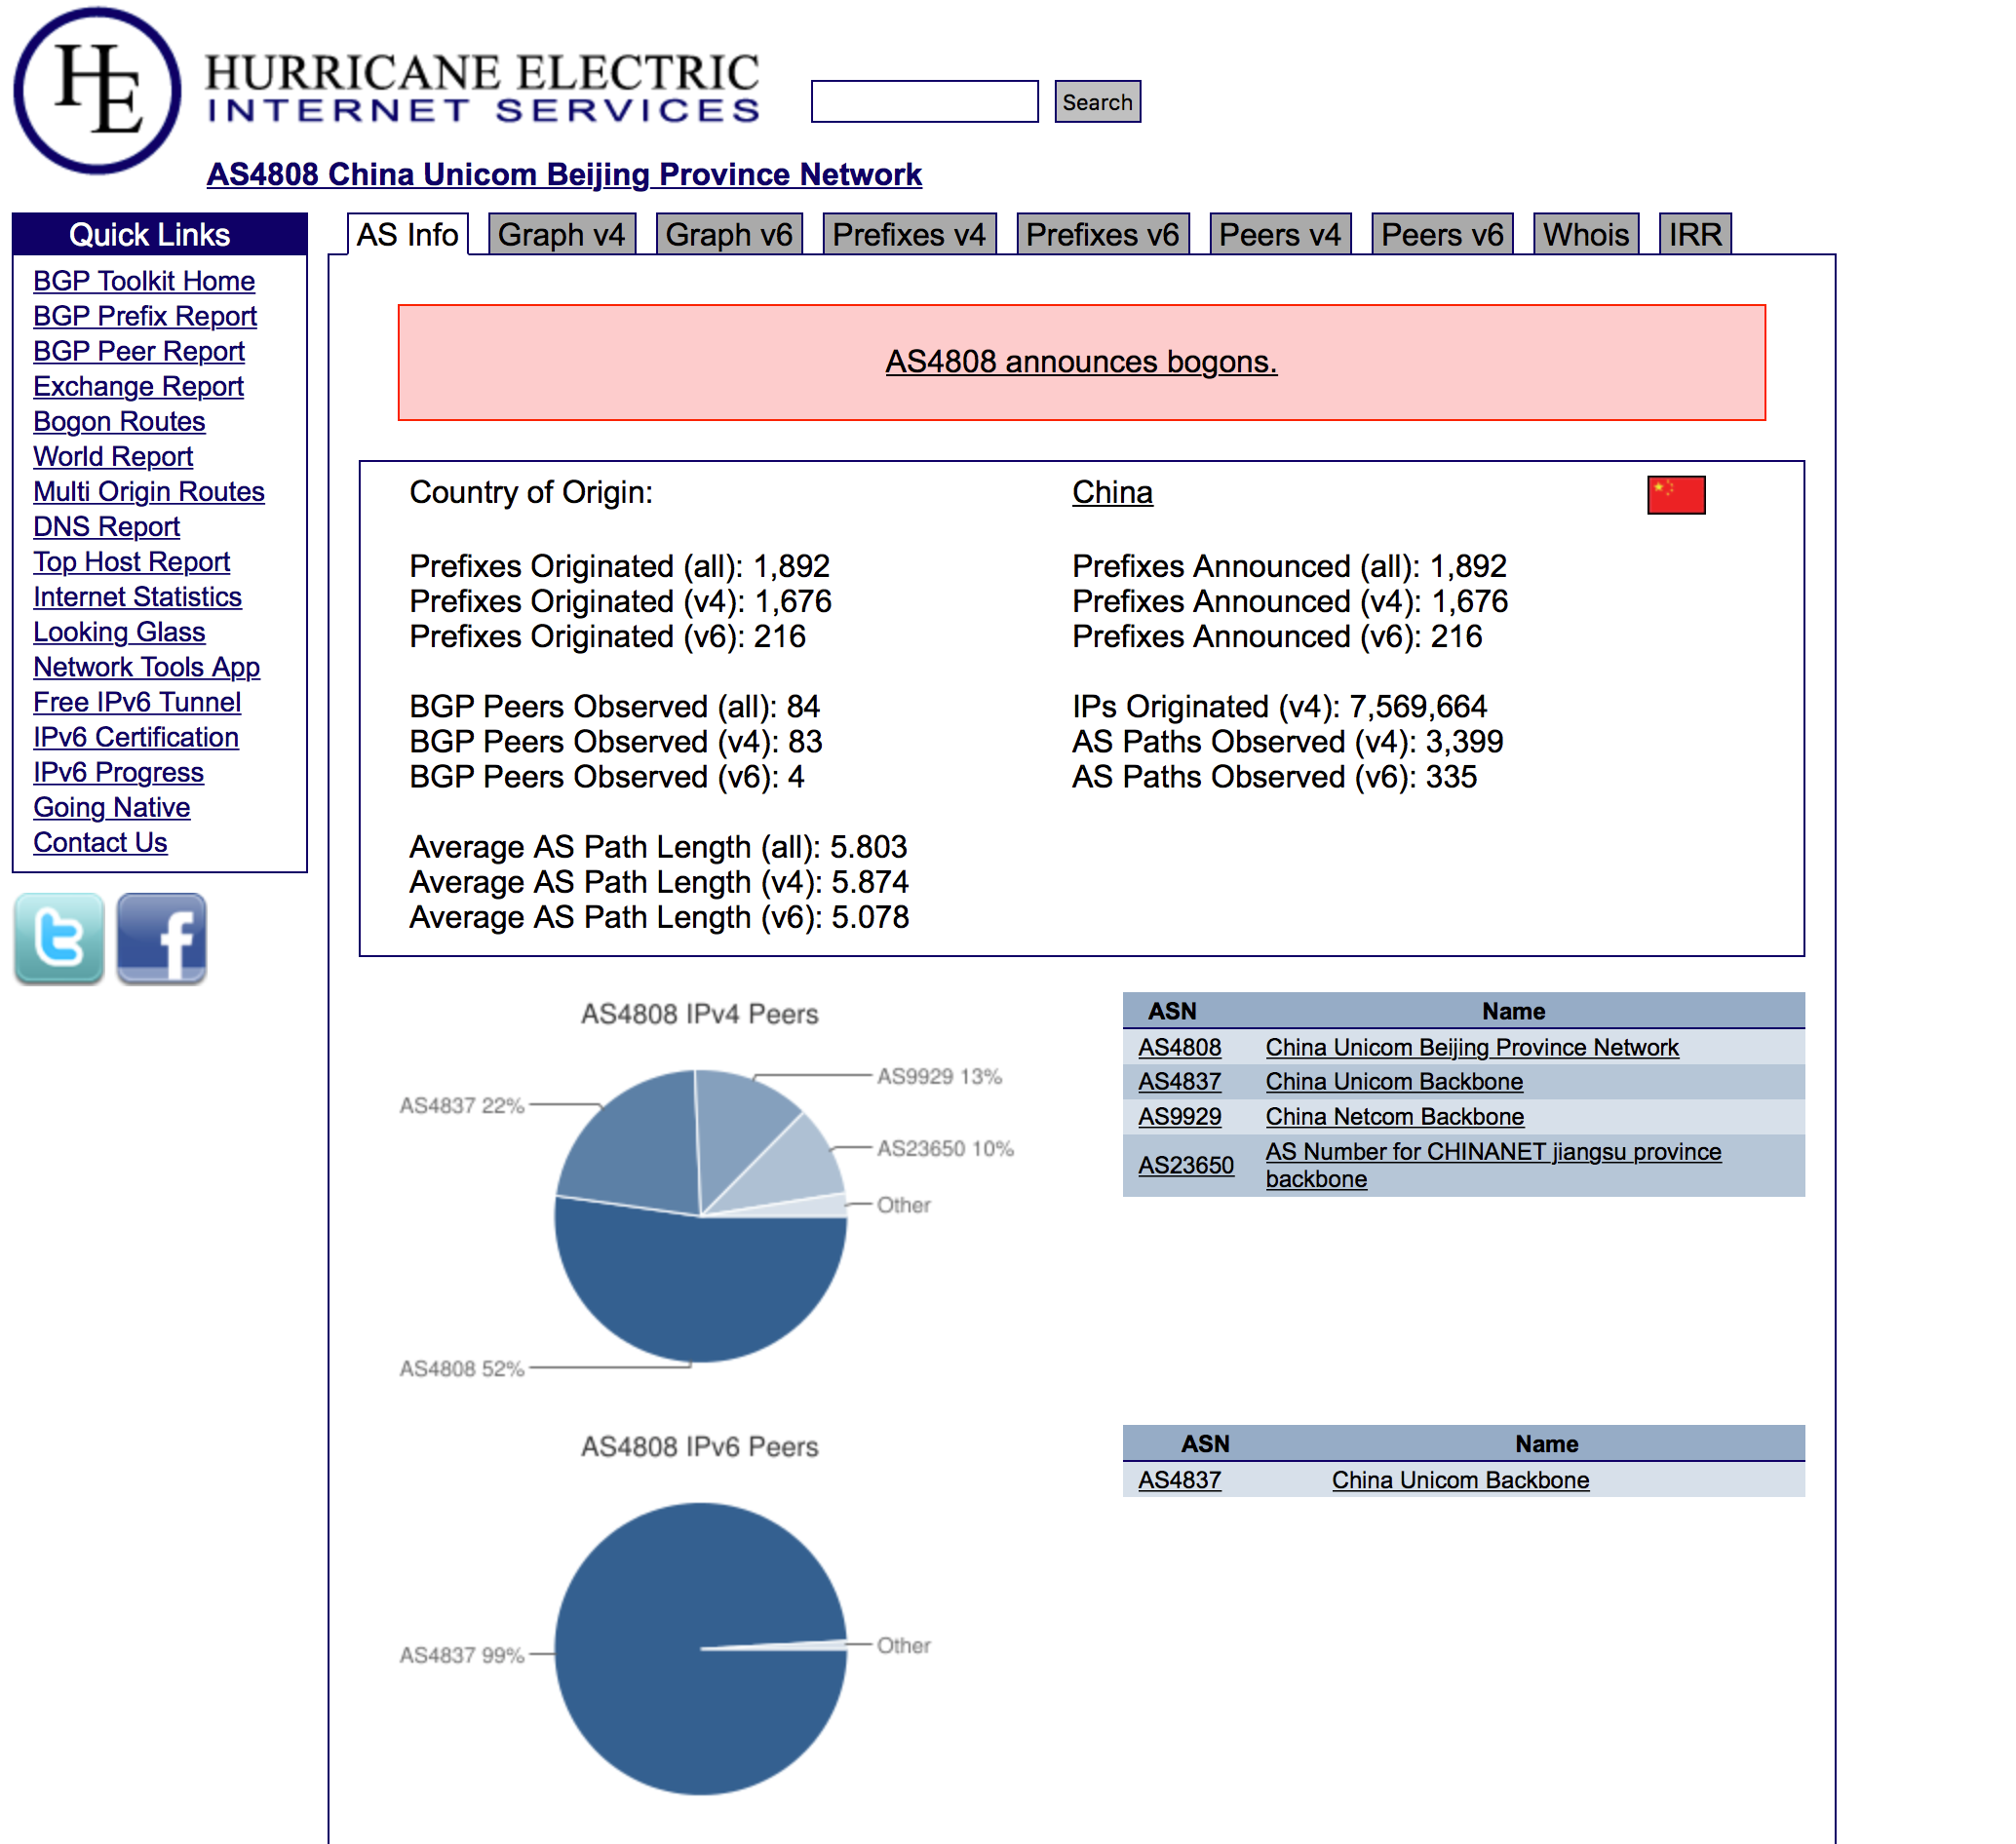 HE
HURRICANE ELECTRIC
INTERNET SERVICES
Search
AS4808 China Unicom Beijing Province Network
Quick Links
BGP Toolkit Home
BGP Prefix Report
BGP Peer Report
Exchange Report
Bogon Routes
World Report
Multi Origin Routes
DNS Report
Top Host Report
Internet Statistics
Looking Glass
Network Tools App
Free IPv6 Tunnel
IPv6 Certification
IPv6 Progress
Going Native
Contact Us
AS Info Graph v4 Graph v6 Prefixes v4 Prefixes v6 Peers v4 Peers v6 Whois IRR
AS4808 announces bogons.
Country of Origin: China
Prefixes Originated (all): 1,892
Prefixes Originated (v4): 1,676
Prefixes Originated (v6): 216
Prefixes Announced (all): 1,892
Prefixes Announced (v4): 1,676
Prefixes Announced (v6): 216
BGP Peers Observed (all): 84
BGP Peers Observed (v4): 83
BGP Peers Observed (v6): 4
IPs Originated (v4): 7,569,664
AS Paths Observed (v4): 3,399
AS Paths Observed (v6): 335
Average AS Path Length (all): 5.803
Average AS Path Length (v4): 5.874
Average AS Path Length (v6): 5.078
AS4808 IPv4 Peers
AS9929 13%
AS4837 22%
AS23650 10%
Other
AS4808 52%
ASN Name
AS4808 China Unicom Beijing Province Network
AS4837 China Unicom Backbone
AS9929 China Netcom Backbone
AS23650 AS Number for CHINANET jiangsu province
backbone
AS4808 IPv6 Peers
Other
AS4837 99%
ASN Name
AS4837 China Unicom Backbone